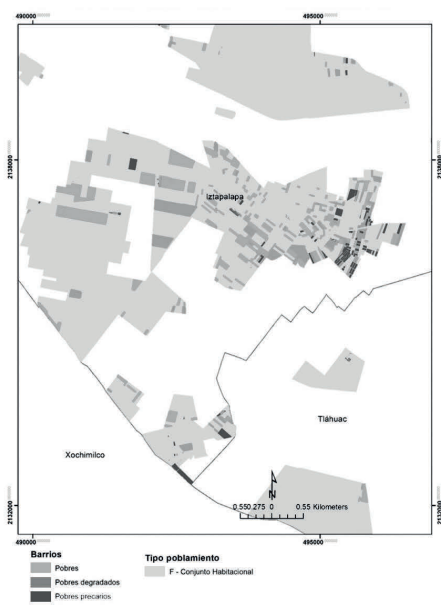 490000 495000
2138000 2138000
Iztapalapa
Tláhuac
Xochimilco
N
0.55 0.275 0 0.55 Kilometers
2132000 2132000
490000 495000
Barrios
Pobres
Pobres degradados
Pobres precarios
Tipo poblamiento
F - Conjunto Habitacional